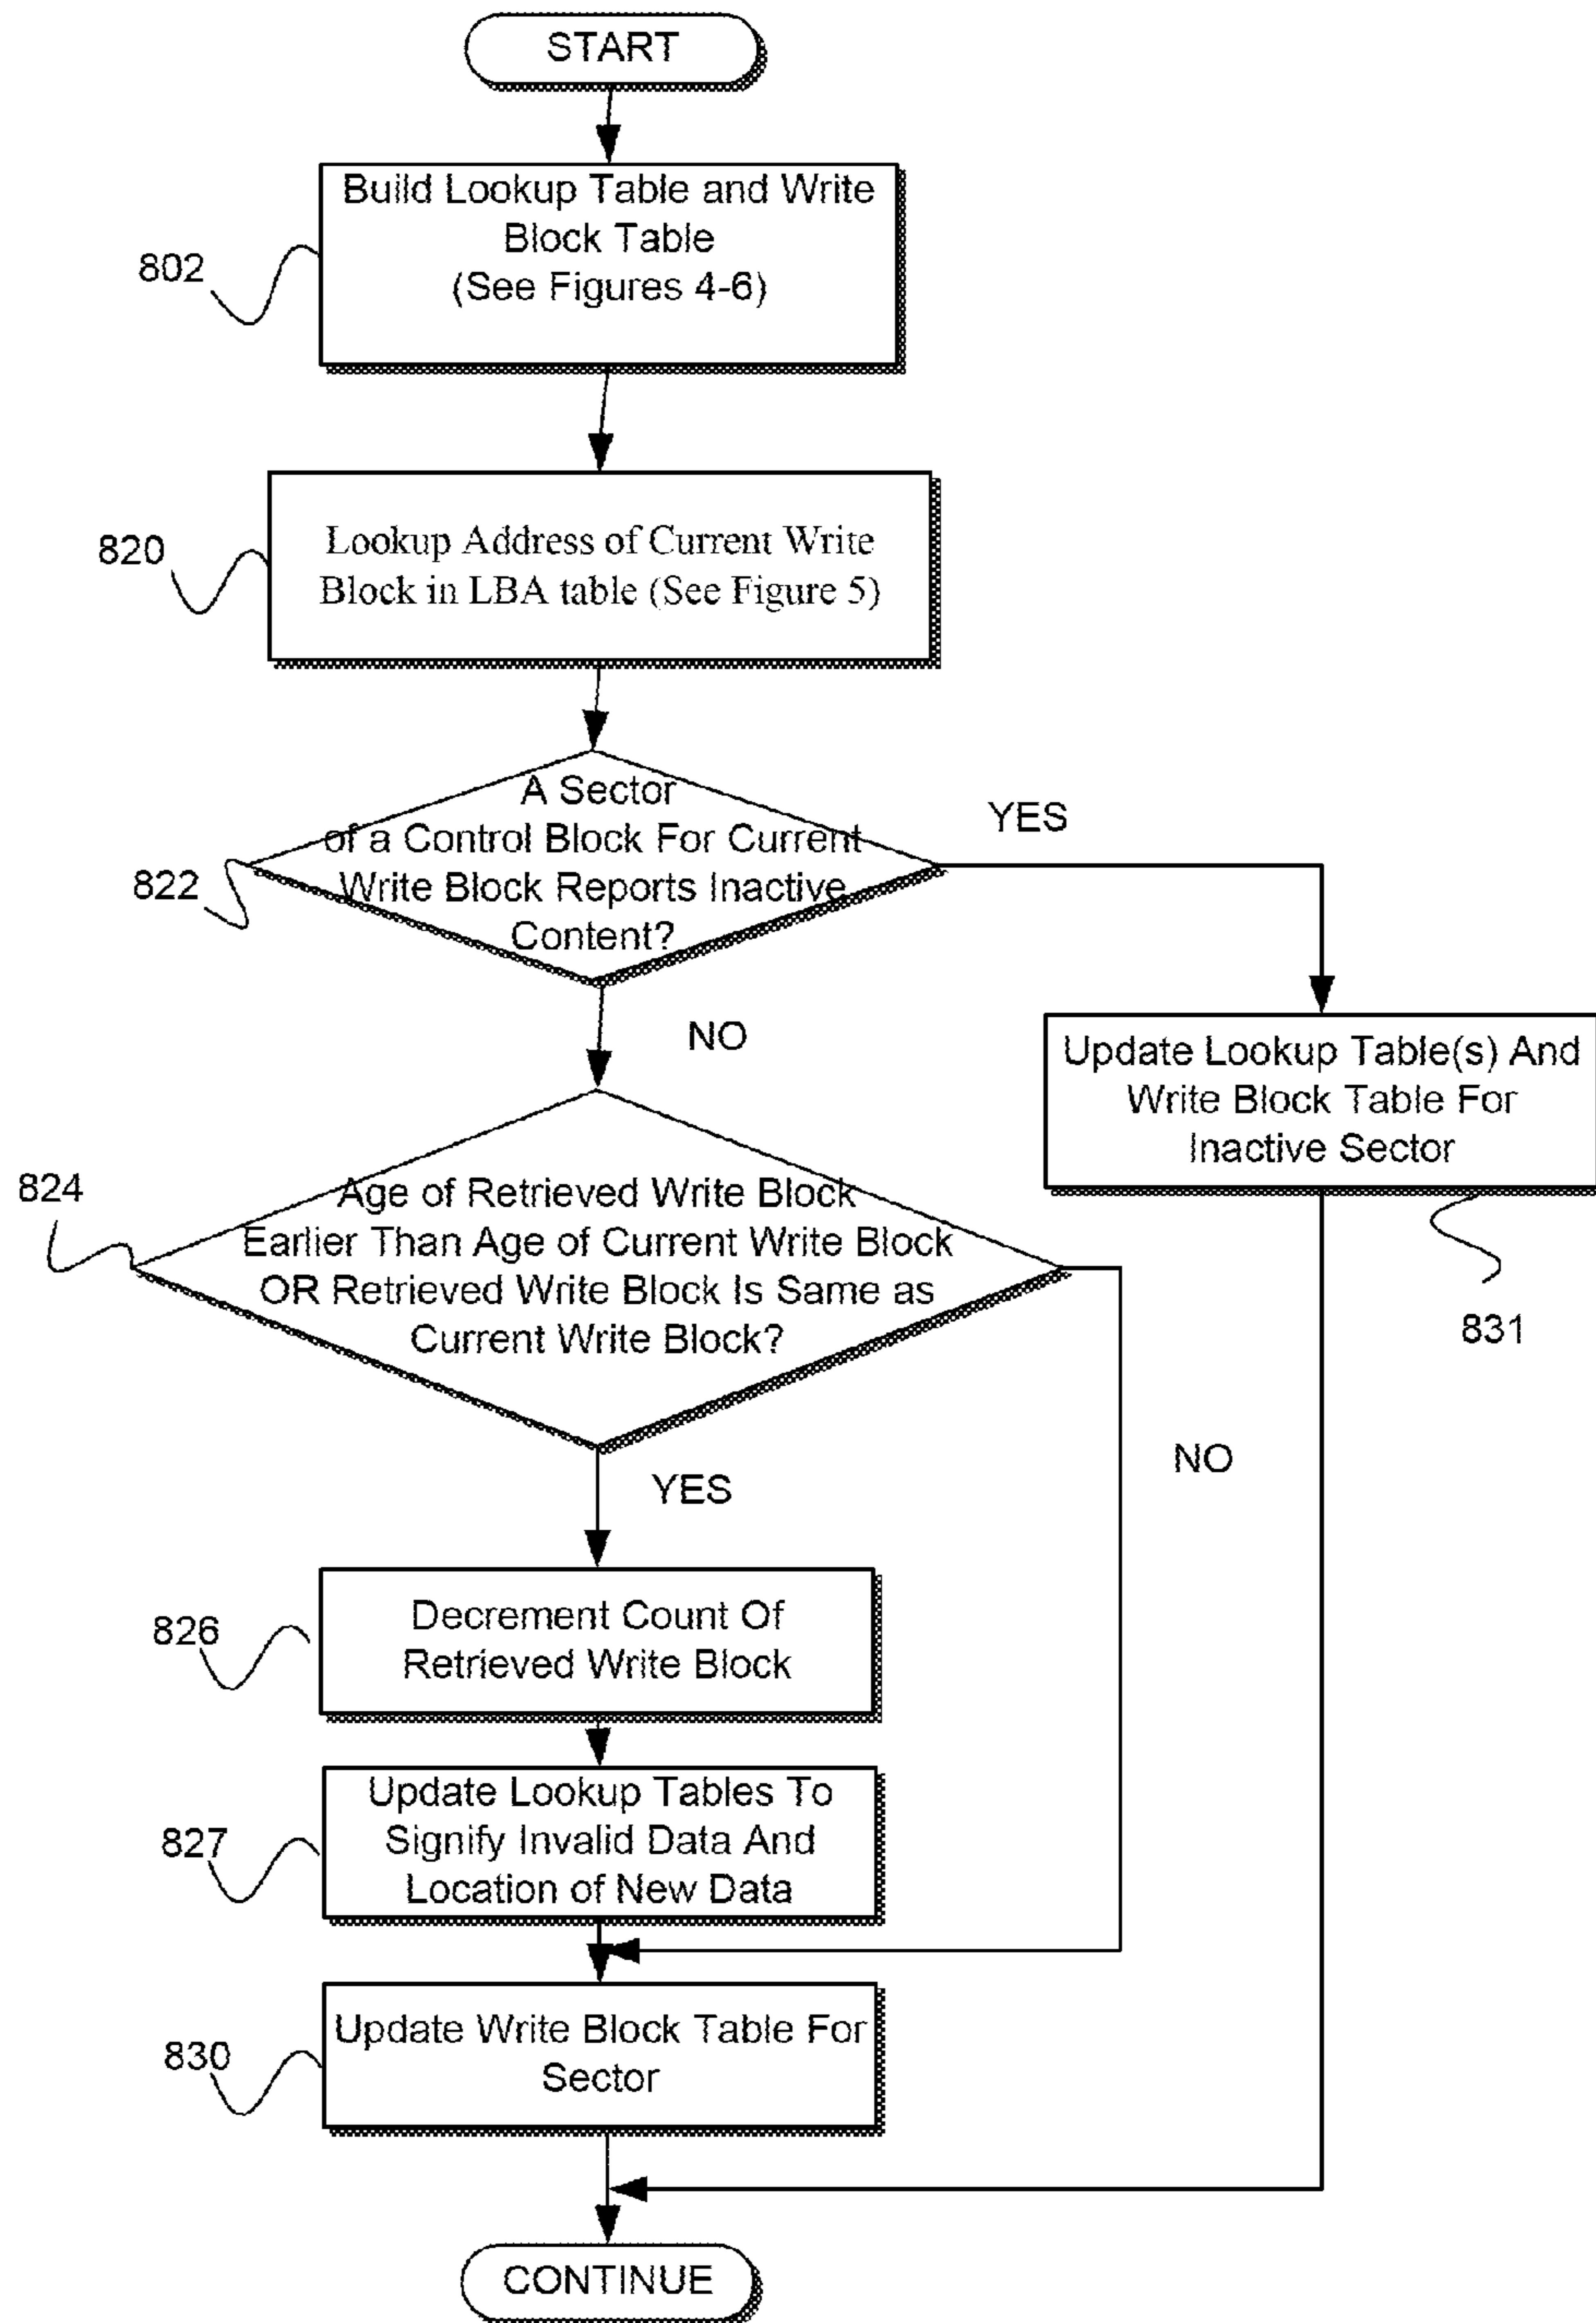 START
Build Lookup Table and Write
Block Table
(See Figures 4-6)
802
Lookup Address of Current Write
Block in LBA table (See Figure 5)
820
A Sector
of a Control Block For Current
Write Block Reports Inactive
Content?
822
YES
NO
Update Lookup Table(s) And
Write Block Table For
Inactive Sector
831
Age of Retrieved Write Block
Earlier Than Age of Current Write Block
OR Retrieved Write Block Is Same as
Current Write Block?
824
NO
YES
Decrement Count Of
Retrieved Write Block
826
Update Lookup Tables To
Signify Invalid Data And
Location of New Data
827
Update Write Block Table For
Sector
830
CONTINUE